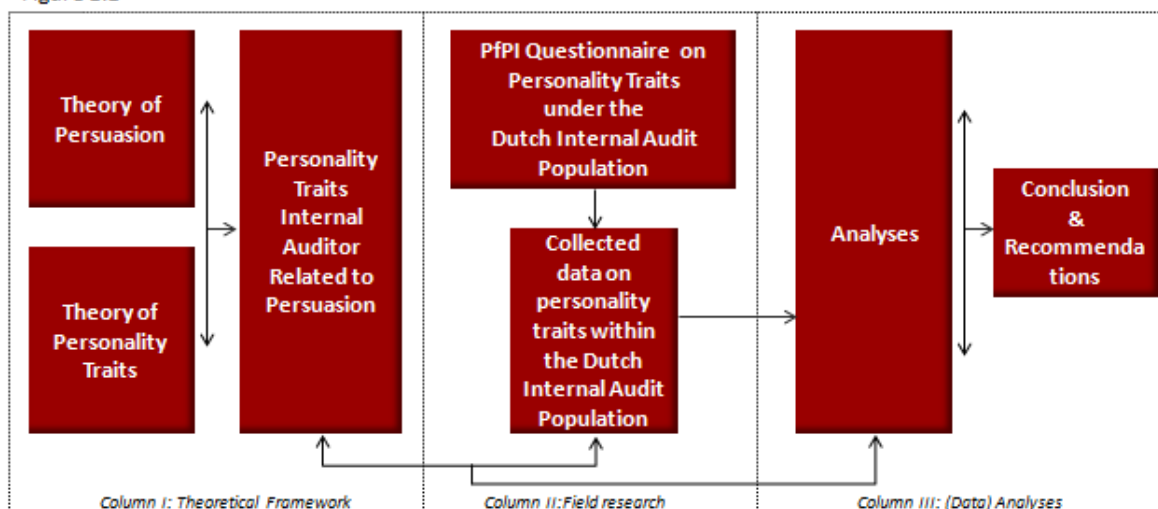 Theory of
Persuasion
Theory of
Personality
Traits
Personality
Traits
Internal
Auditor
Related to
Persuasion
PfPI Questionnaire on
Personality Traits
under the
Dutch Internal Audit
Population
Collected
data on
personality
traits within
the Dutch
Internal Audit
Population
Analyses
Conclusion
&
Recommenda
tions
Column I: Theoretical Framework
Column II:Field research
Column III: (Data) Analyses